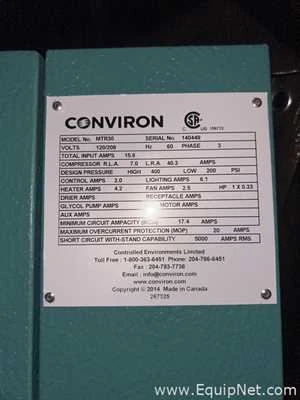 CONVIRON
MODEL No. MTR30 SERIAL No. 140449
VOLTS 120/208 Hz 60 PHASE 3
TOTAL INPUT AMPS 15.6
COMPRESSOR R.L.A. 7.0 L.R.A. 40.3 AMPS
DESIGN PRESSURE HIGH 400 LOW 200 PSI
CONTROL AMPS 3.0 LIGHTING AMPS 6.1
HEATER AMPS 4.2 FAN AMPS 2.5 HP 1 X 0.33
DRIER AMPS RECEPTACLE AMPS
GLYCOL PUMP AMPS MOTOR AMPS
AUX AMPS
MINIMUM CIRCUIT AMPACITY 17.4 AMPS
MAXIMUM OVERCURRENT PROTECTION (MOP) 20 AMPS
SHORT CIRCUIT WITH-STAND CAPABILITY 5000 AMPS RMS.
Controlled Environments Limited
Toll Free : 1-800-363-6451 Phone: 204-786-6451
Fax : 204-783-7736
Email : info@conviron.com
www.conviron.com
Copyright © 2014 Made in Canada
www.EquipNet.com